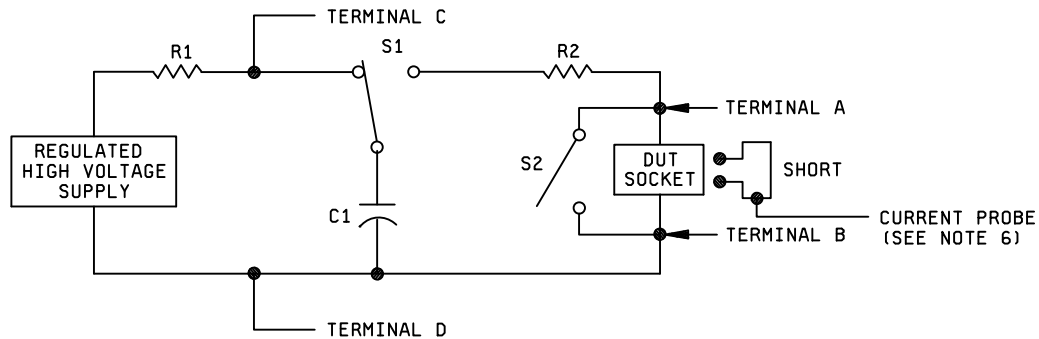 TERMINAL C
S1
R1
R2
TERMINAL A
REGULATED
HIGH VOLTAGE
SUPPLY
S2
DUT
SOCKET
SHORT
C1
CURRENT PROBE
(SEE NOTE 6)
TERMINAL B
TERMINAL D